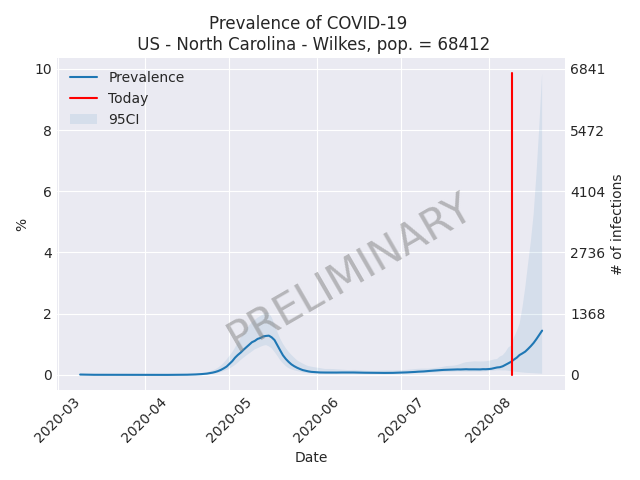 Prevalence of COVID-19
US - North Carolina - Wilkes, pop. = 68412
Prevalence
Today
95CI
10
8
6
4
2
0
%
6841
5472
4104
2736
1368
0
# of infections
PRELIMINARY
2020-03
2020-04
2020-05
2020-06
2020-07
2020-08
Date